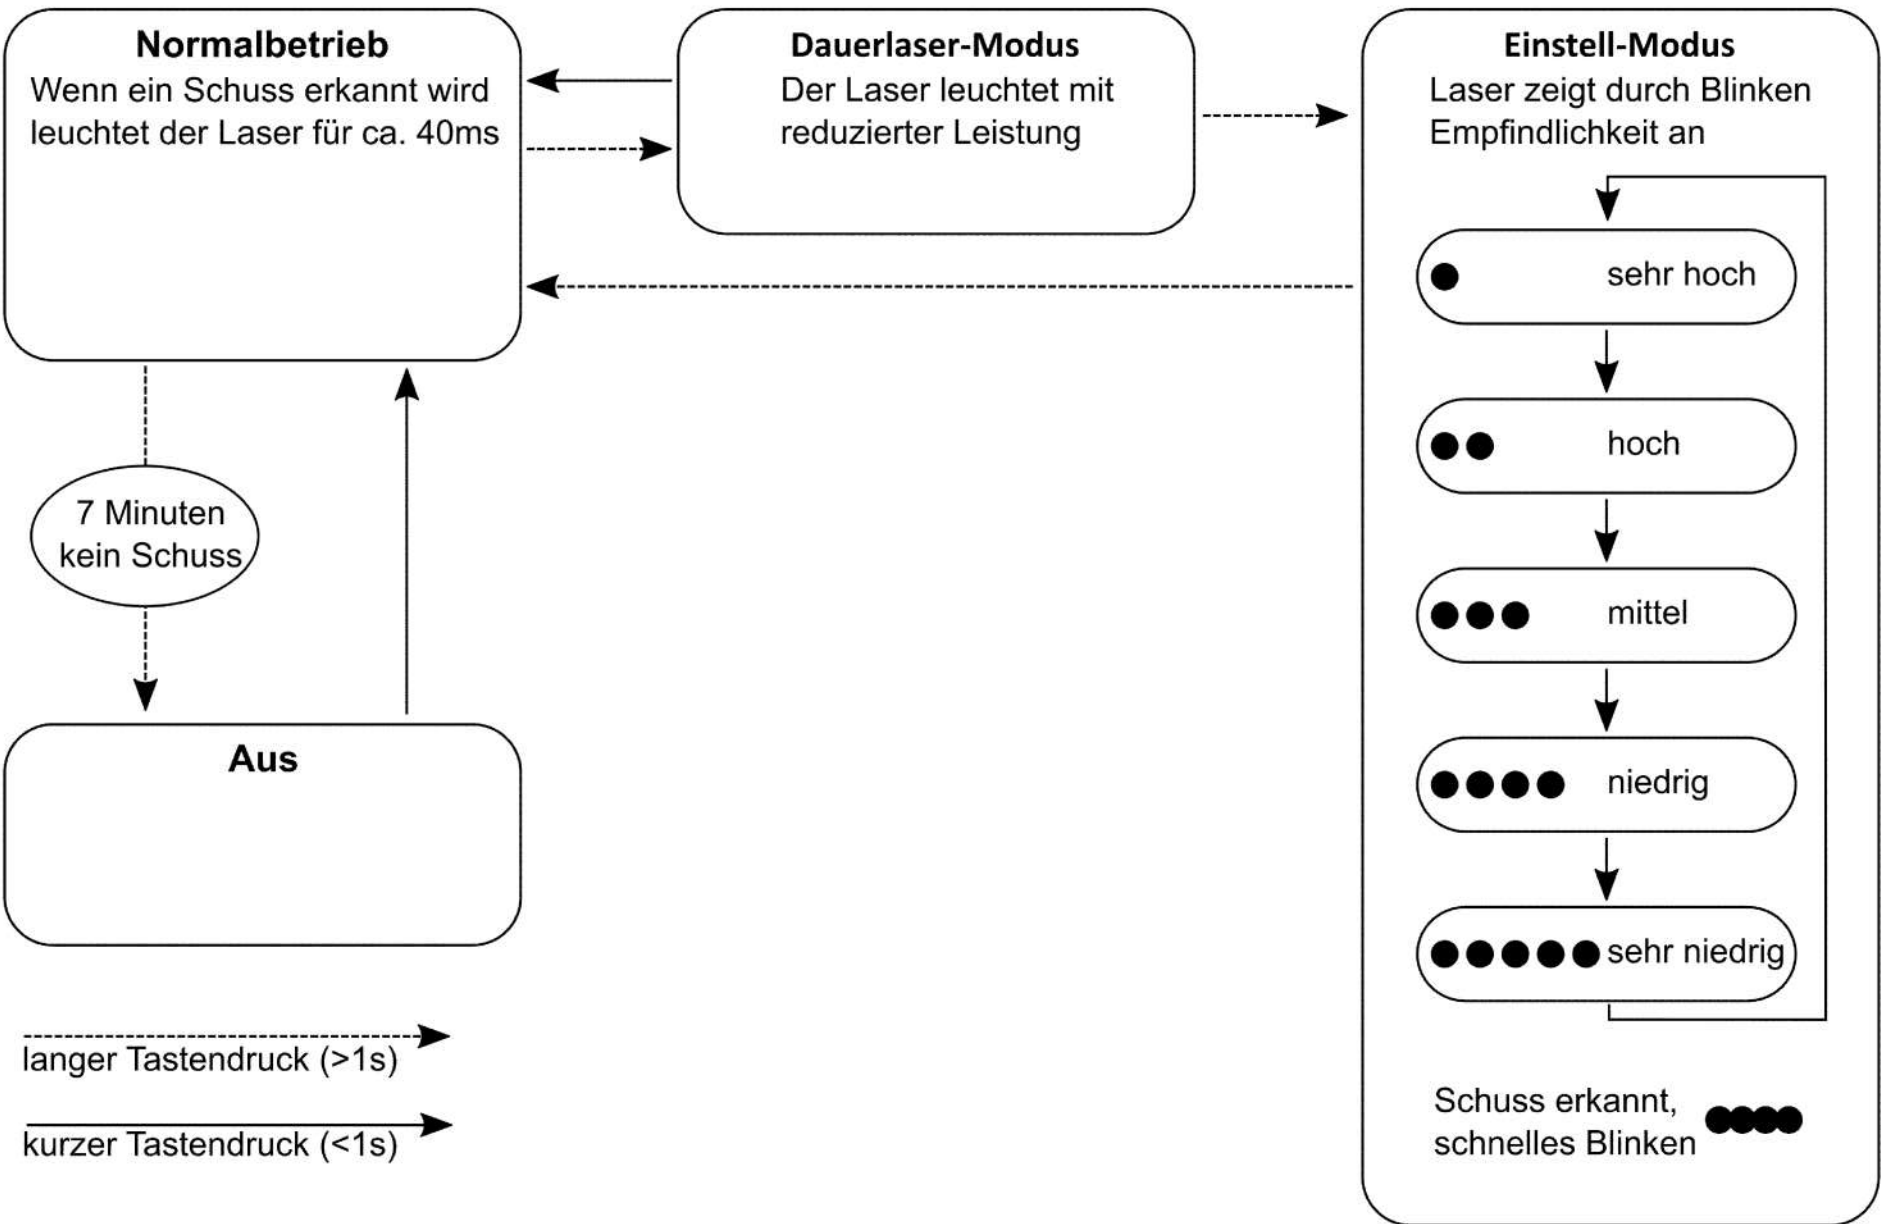 Normalbetrieb
Wenn ein Schuss erkannt wird
leuchtet der Laser für ca. 40ms
Dauerlaser-Modus
Der Laser leuchtet mit
reduzierter Leistung
Einstell-Modus
Laser zeigt durch Blinken
Empfindlichkeit an
sehr hoch
hoch
mittel
niedrig
sehr niedrig
Schuss erkannt,
schnelles Blinken
7 Minuten
kein Schuss
Aus
langer Tastendruck (>1s)
kurzer Tastendruck (<1s)